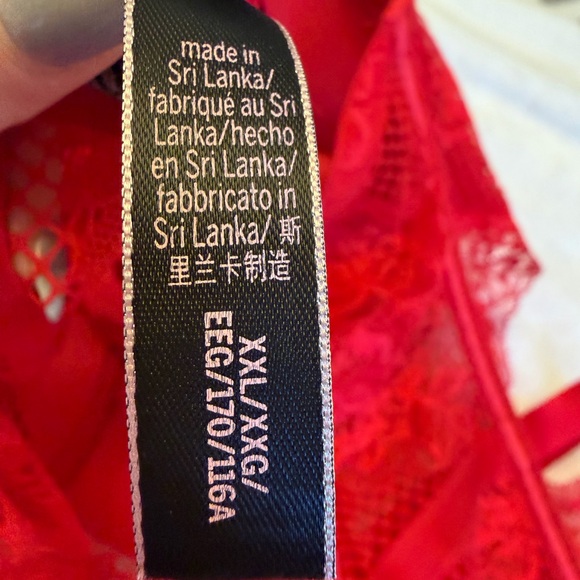 made in
Sri Lanka/
fabriqué au Sri
Lanka/hecho
en Sri Lanka/
fabbricato in
Sri Lanka/ 斯
里兰卡制造
XXL/XXG/
EEG/170/116A